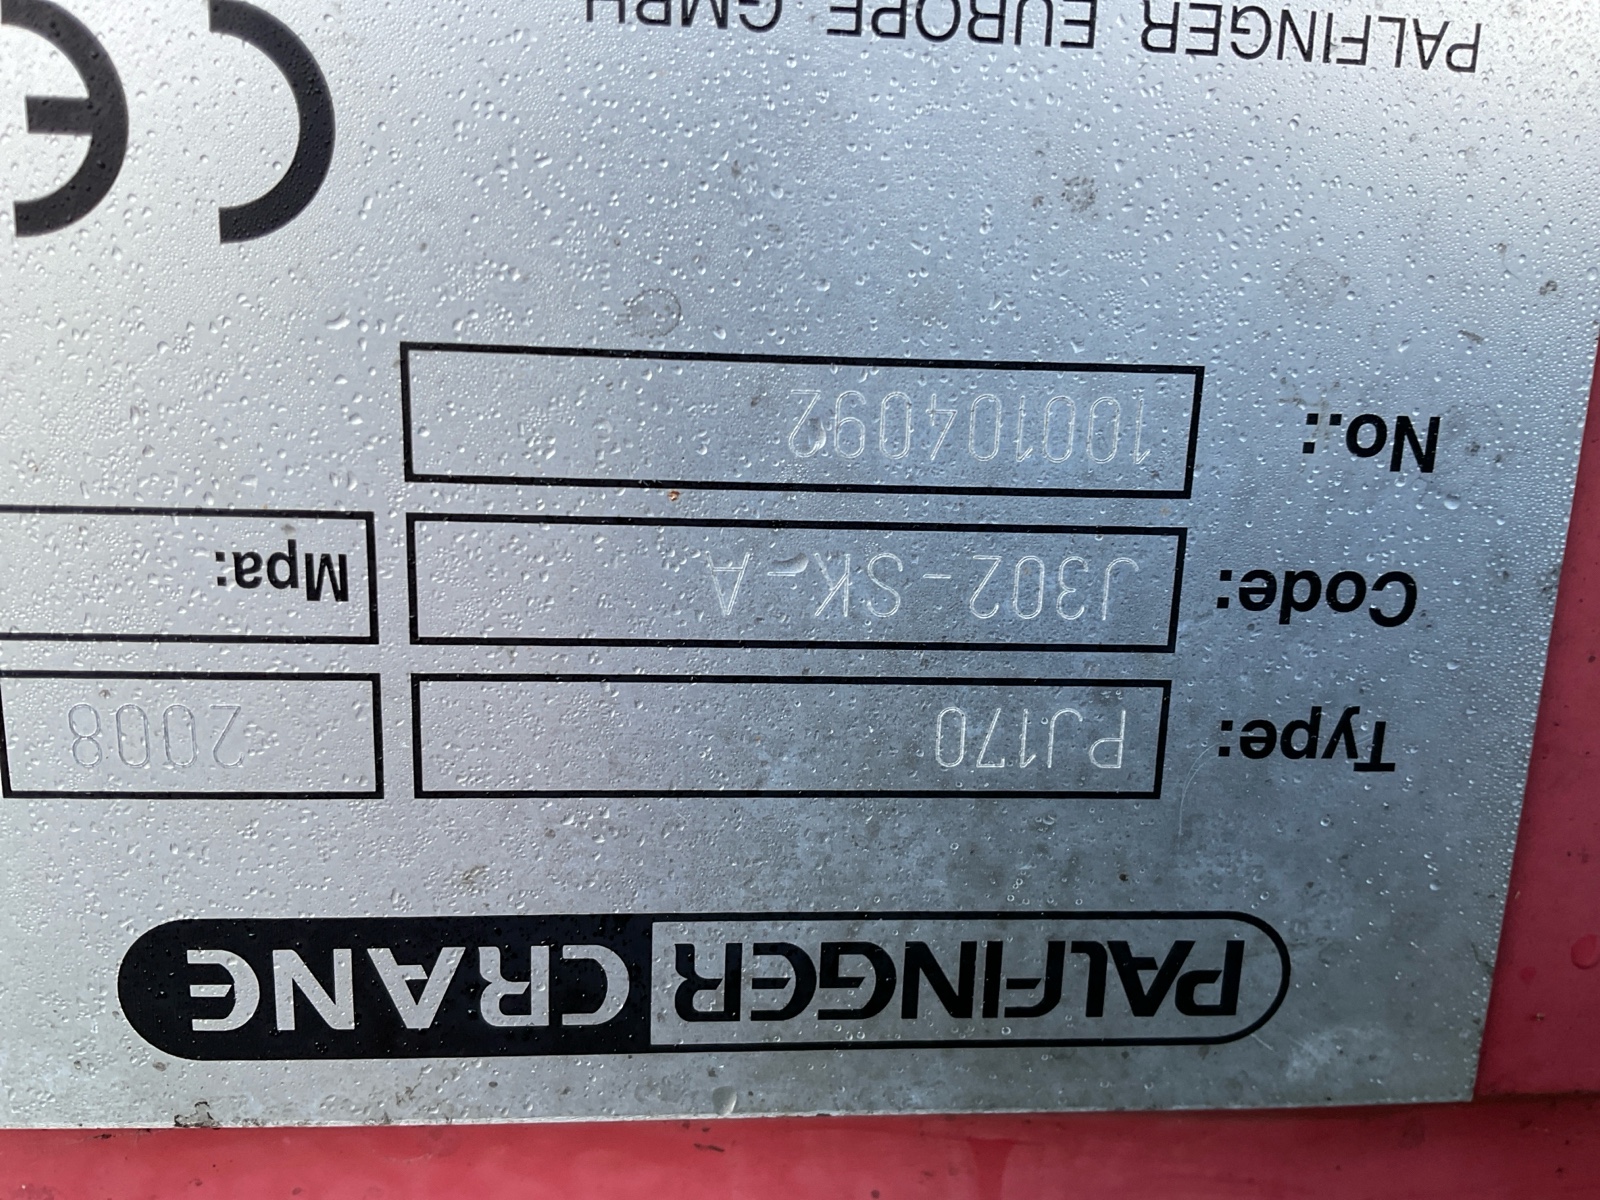 PALFINGER CRANE
Type: PJ170 2008
Code: J302-SK-A Mpa:
No.: 100104092
CE
PALFINGER EUROPE GMBH